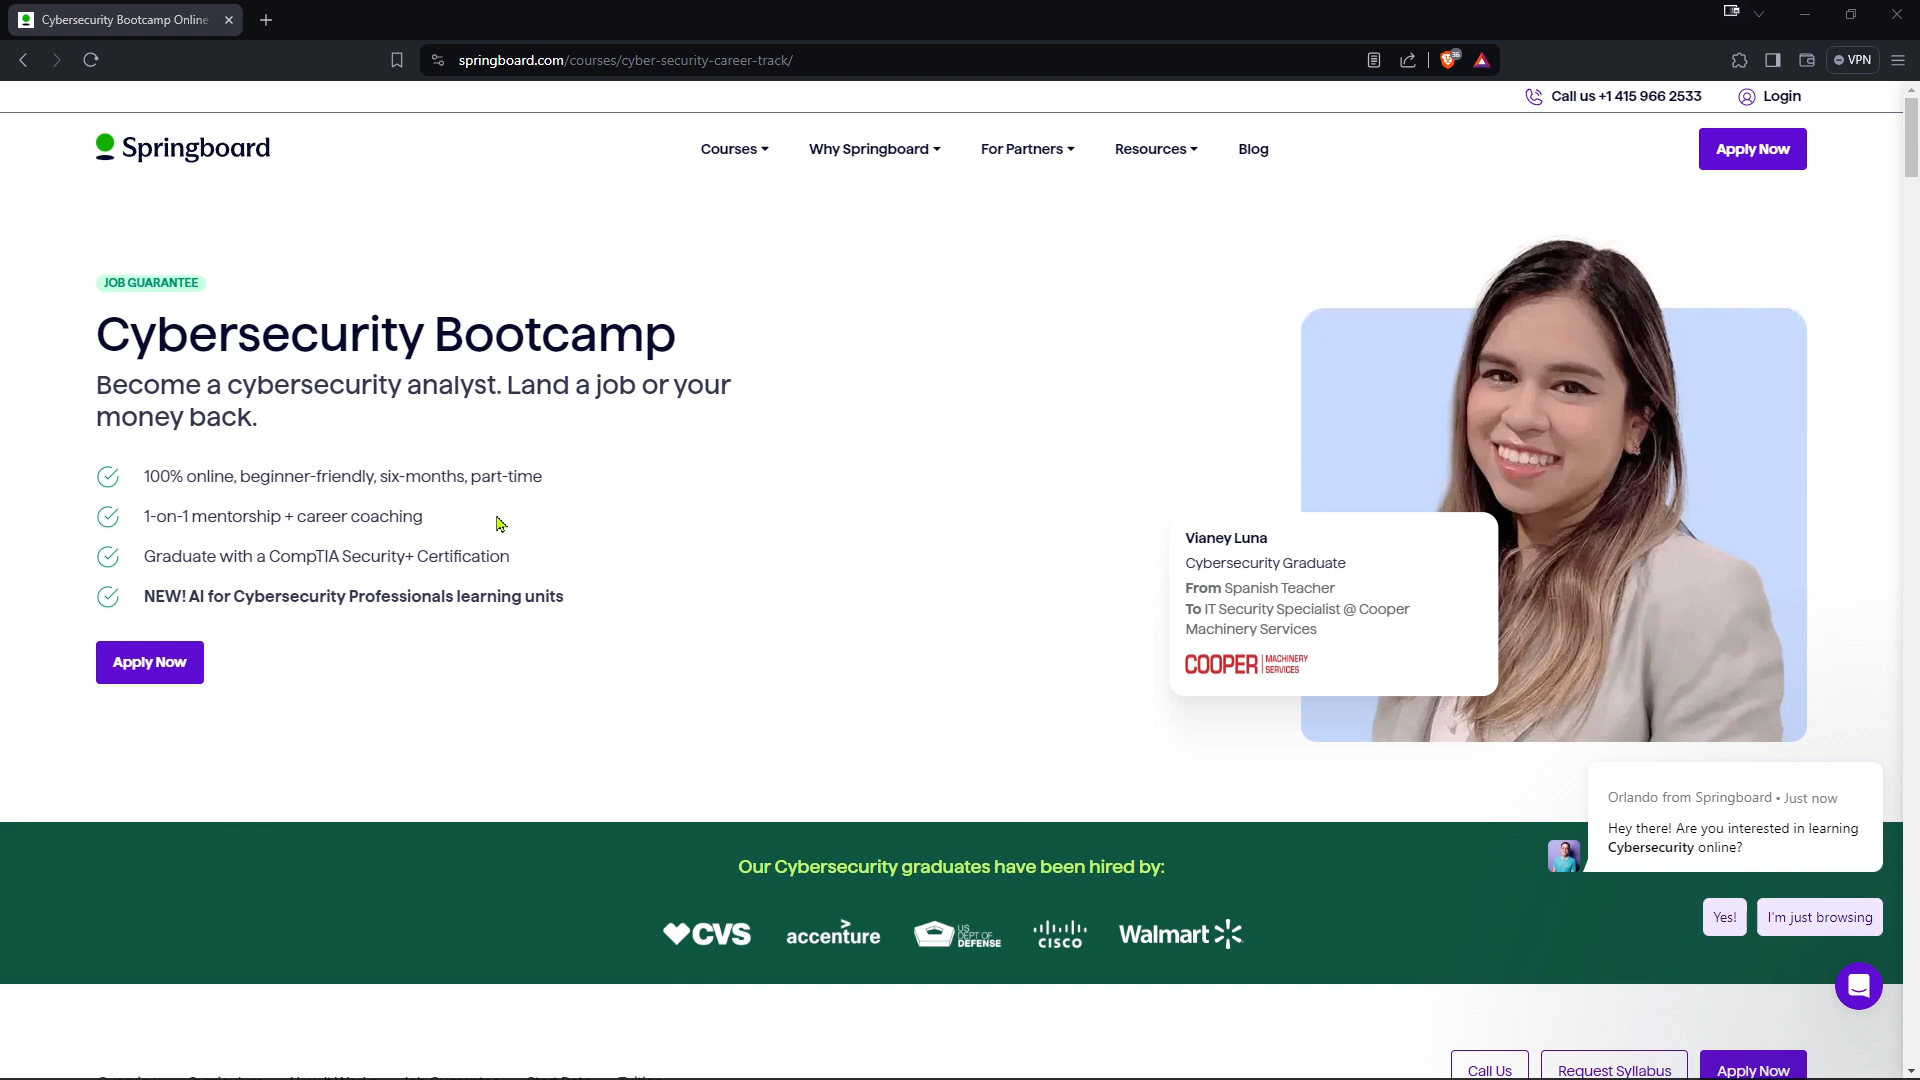 Cybersecurity Bootcamp Online
springboard.com/courses/cyber-security-career-track/
36
VPN
Call us +1 415 966 2533
Login
Springboard
Courses
Why Springboard
For Partners
Resources
Blog
Apply Now
JOB GUARANTEE
Cybersecurity Bootcamp
Become a cybersecurity analyst. Land a job or your
money back.
100% online, beginner-friendly, six-months, part-time
1-on-1 mentorship + career coaching
Graduate with a CompTIA Security+ Certification
NEW! AI for Cybersecurity Professionals learning units
Apply Now
Vianey Luna
Cybersecurity Graduate
From Spanish Teacher
To IT Security Specialist @ Cooper
Machinery Services
COOPER MACHINERY
SERVICES
Orlando from Springboard • Just now
Hey there! Are you interested in learning
Cybersecurity online?
Yes!
I'm just browsing
Our Cybersecurity graduates have been hired by:
CVS
accenture
US
DEPT OF
DEFENSE
CISCO
Walmart
Call Us
Request Syllabus
Apply Now